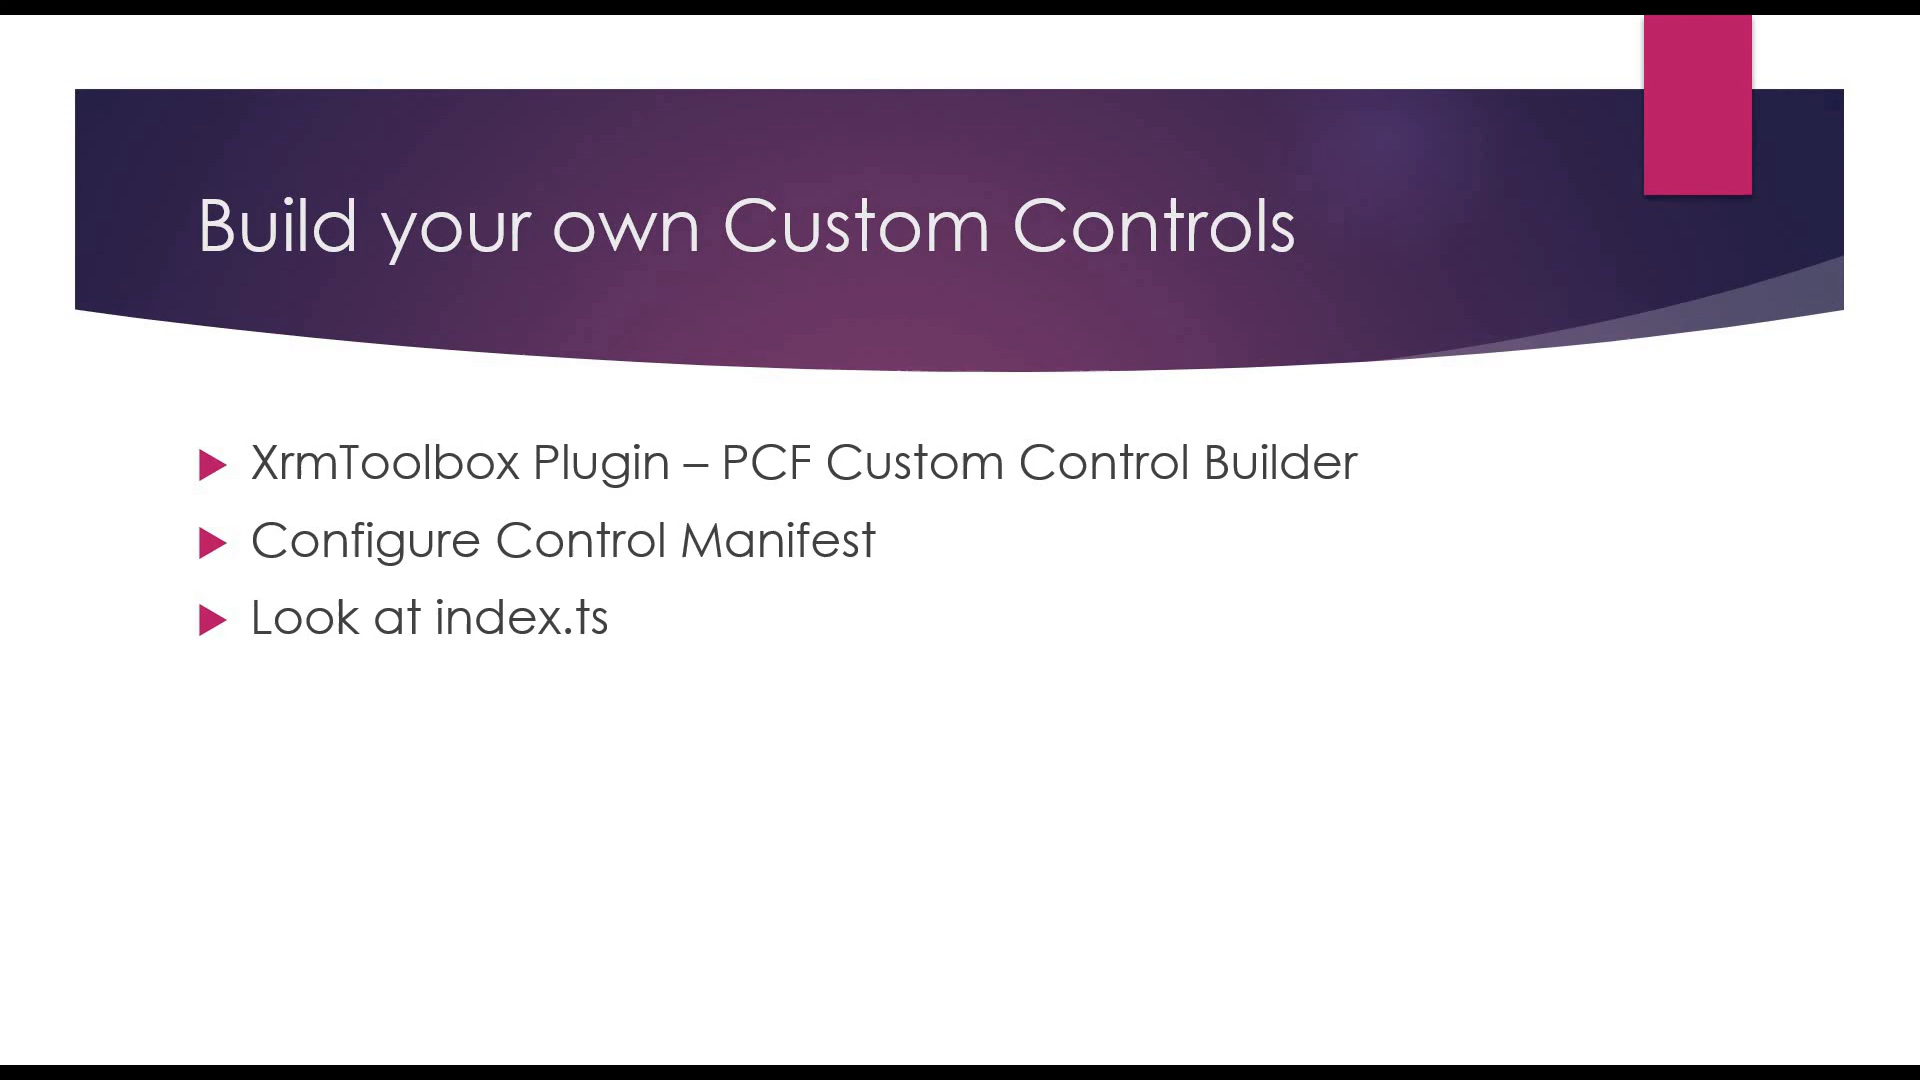 Build your own Custom Controls
XrmToolbox Plugin – PCF Custom Control Builder
Configure Control Manifest
Look at index.ts